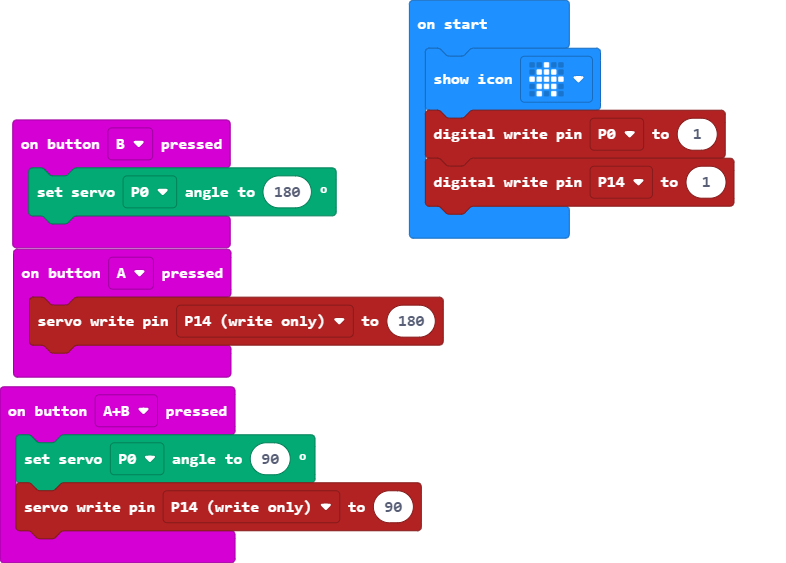 on start
show icon
digital write pin P0 to 1
digital write pin P14 to 1
on button B pressed
set servo P0 angle to 180 °
on button A pressed
servo write pin P14 (write only) to 180
on button A+B pressed
set servo P0 angle to 90 °
servo write pin P14 (write only) to 90